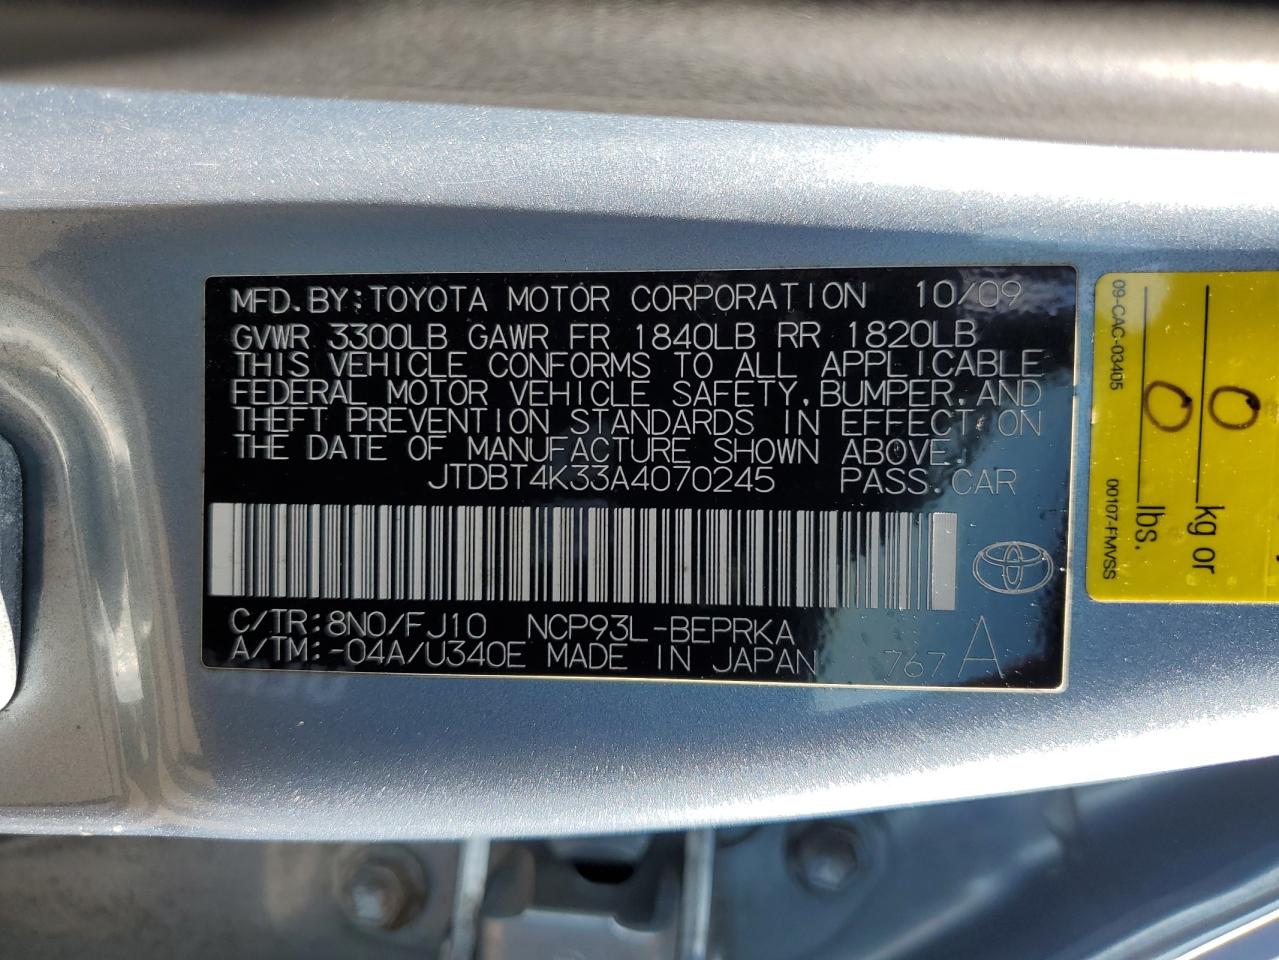 MFD.BY:TOYOTA MOTOR CORPORATION 10/09
GVWR 3300LB GAWR FR 1840LB RR 1820LB
THIS VEHICLE CONFORMS TO ALL APPLICABLE
FEDERAL MOTOR VEHICLE SAFETY,BUMPER,AND
THEFT PREVENTION STANDARDS IN EFFECT ON
THE DATE OF MANUFACTURE SHOWN ABOVE.
JTDBT4K33A4070245 PASS.CAR
C/TR:8N0/FJ10 NCP93L-BEPRKA
A/TM:-04A/U340E MADE IN JAPAN 767 A
0 kg or
0 lbs.
09-CAC-03405
00107-FMVSS